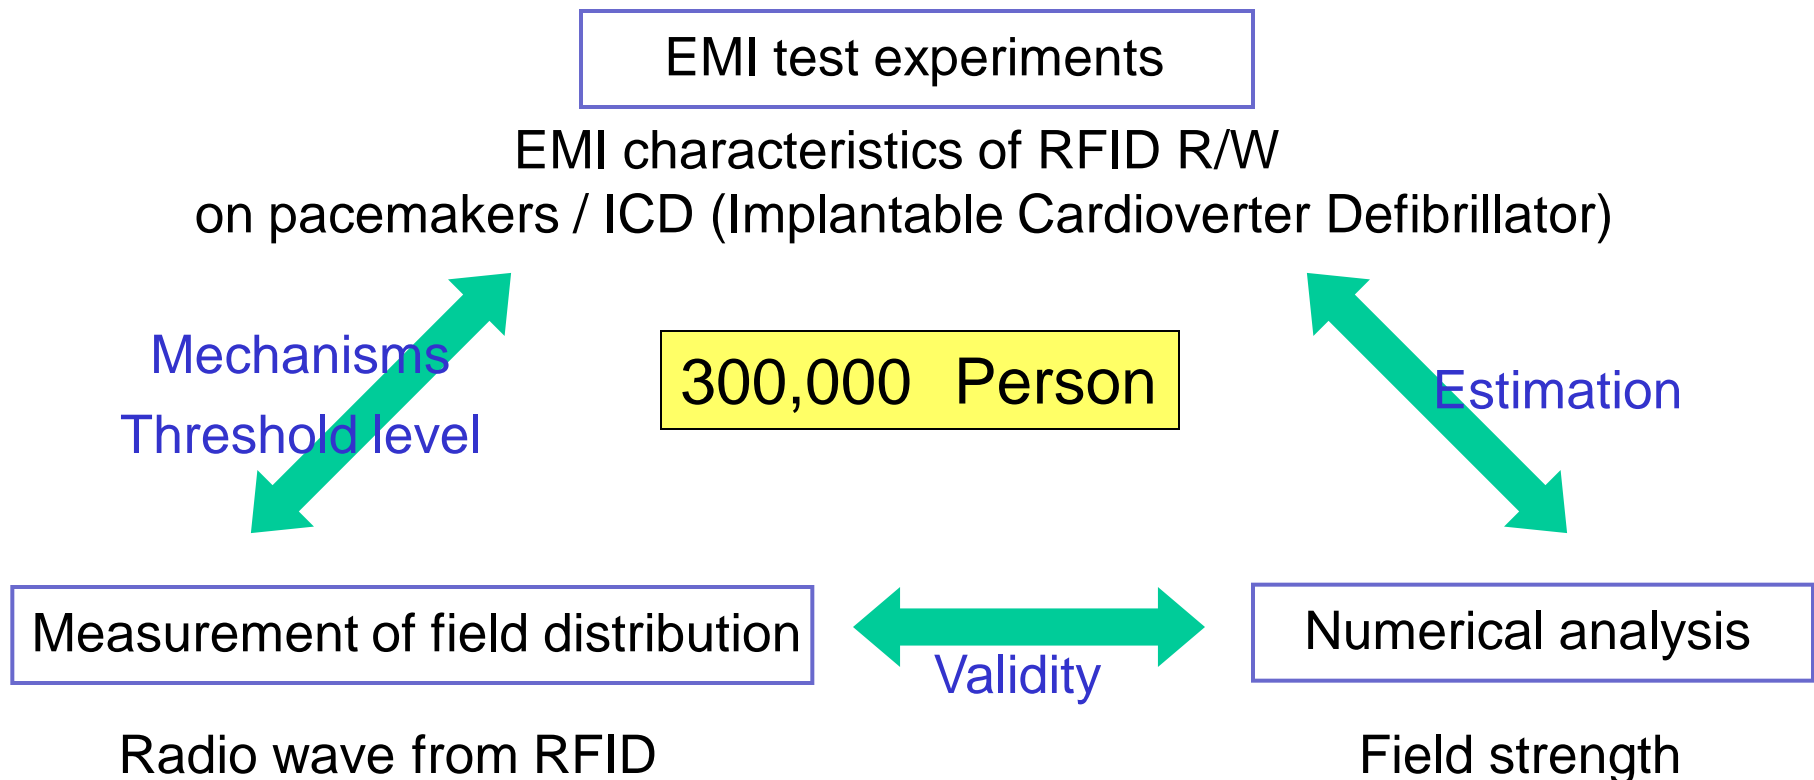 EMI test experiments
EMI characteristics of RFID R/W
on pacemakers / ICD (Implantable Cardioverter Defibrillator)
Mechanisms
Threshold level
300,000 Person
Estimation
Measurement of field distribution
Validity
Numerical analysis
Radio wave from RFID
Field strength